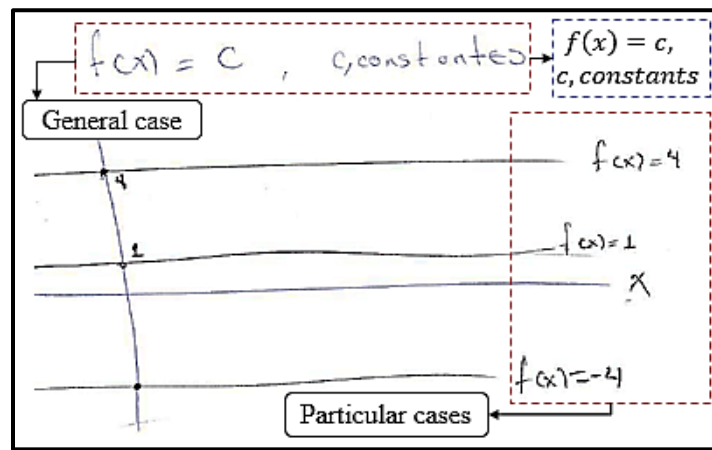 f(x) = C , c, constantes
f(x) = c,
c, constants
General case
f(x) = 4
4
1
f(x) = 1
X
f(x) = -4
Particular cases